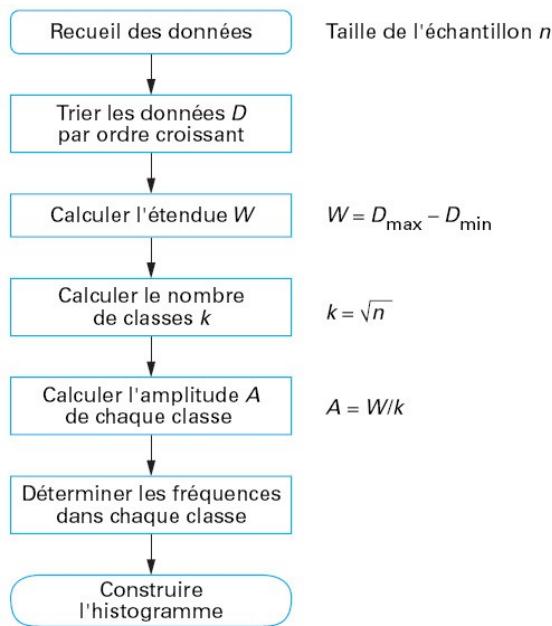 Recueil des données
Taille de l'échantillon n
Trier les données D
par ordre croissant
Calculer l'étendue W
W = Dmax – Dmin
Calculer le nombre
de classes k
k = √n
Calculer l'amplitude A
de chaque classe
A = W/k
Déterminer les fréquences
dans chaque classe
Construire
l'histogramme